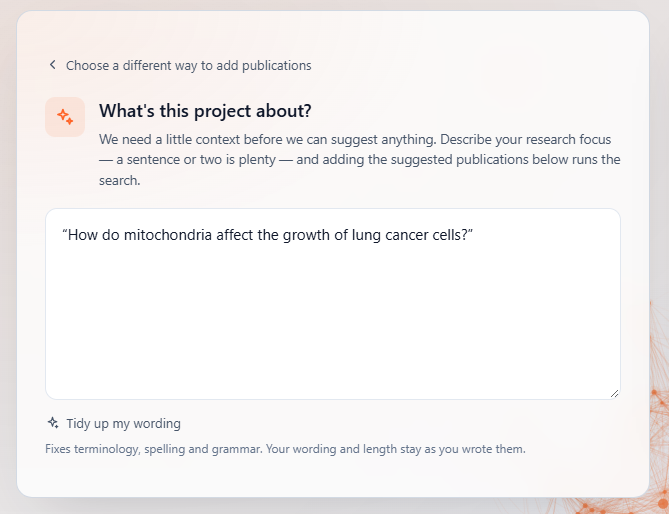 Choose a different way to add publications
What's this project about?
We need a little context before we can suggest anything. Describe your research focus
— a sentence or two is plenty — and adding the suggested publications below runs the
search.
“How do mitochondria affect the growth of lung cancer cells?”
Tidy up my wording
Fixes terminology, spelling and grammar. Your wording and length stay as you wrote them.